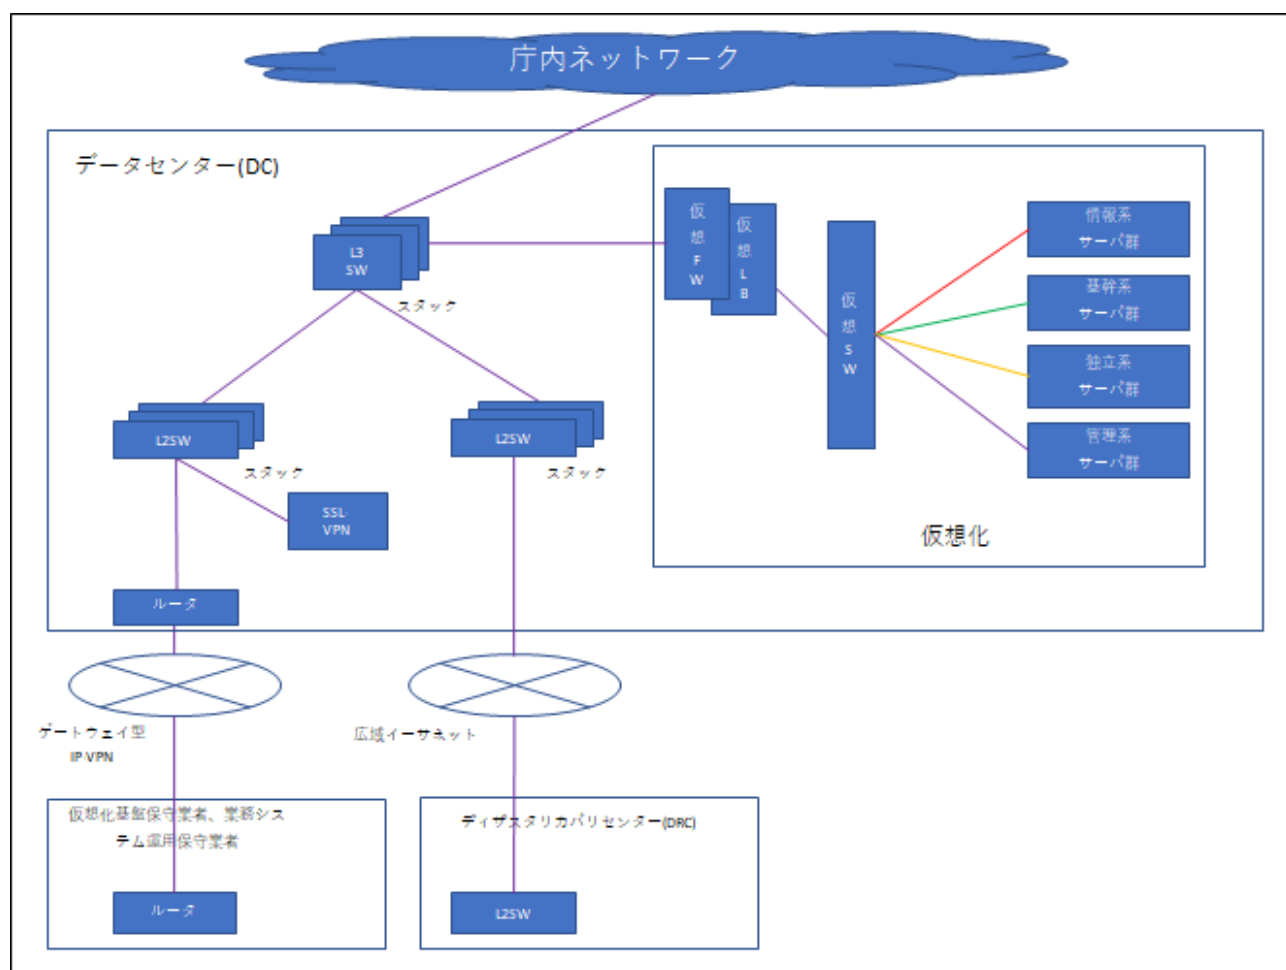 庁内ネットワーク
データセンター(DC)
L3
SW
スタック
仮
想
F
W
仮
想
L
B
仮
想
S
W
情報系
サーバ群
基幹系
サーバ群
独立系
サーバ群
管理系
サーバ群
仮想化
L2SW
スタック
L2SW
スタック
SSL-
VPN
ルータ
ゲートウェイ型
IP-VPN
広域イーサネット
仮想化基盤保守業者、業務シス
テム運用保守業者
ルータ
ディザスタリカバリセンター(DRC)
L2SW